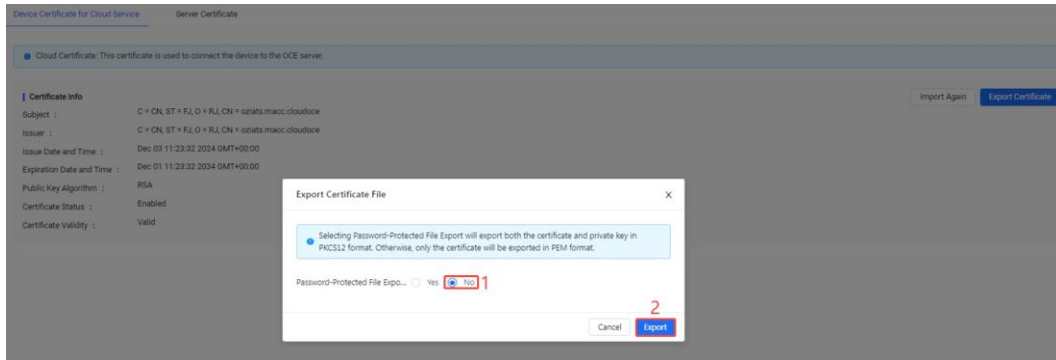 Device Certificate for Cloud Service Server Certificate
Cloud Certificate: This certificate is used to connect the device to the OCE server.
Certificate Info
Import Again Export Certificate
Subject : C = CN, ST = FJ, O = RJ, CN = oziats.macc.cloudoce
Issuer : C = CN, ST = FJ, O = RJ, CN = oziats.macc.cloudoce
Issue Date and Time : Dec 03 11:23:32 2024 GMT+00:00
Expiration Date and Time : Dec 01 11:23:32 2034 GMT+00:00
Public Key Algorithm : RSA
Certificate Status : Enabled
Certificate Validity : Valid
Export Certificate File X
Selecting Password-Protected File Export will export both the certificate and private key in
PKCS12 format. Otherwise, only the certificate will be exported in PEM format.
Password-Protected File Expo... Yes No 1
2
Cancel Export